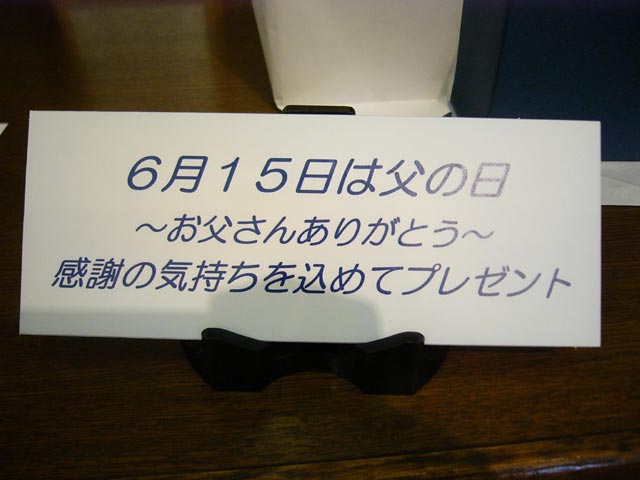 ６月１５日は父の日
～お父さんありがとう～
感謝の気持ちを込めてプレゼント